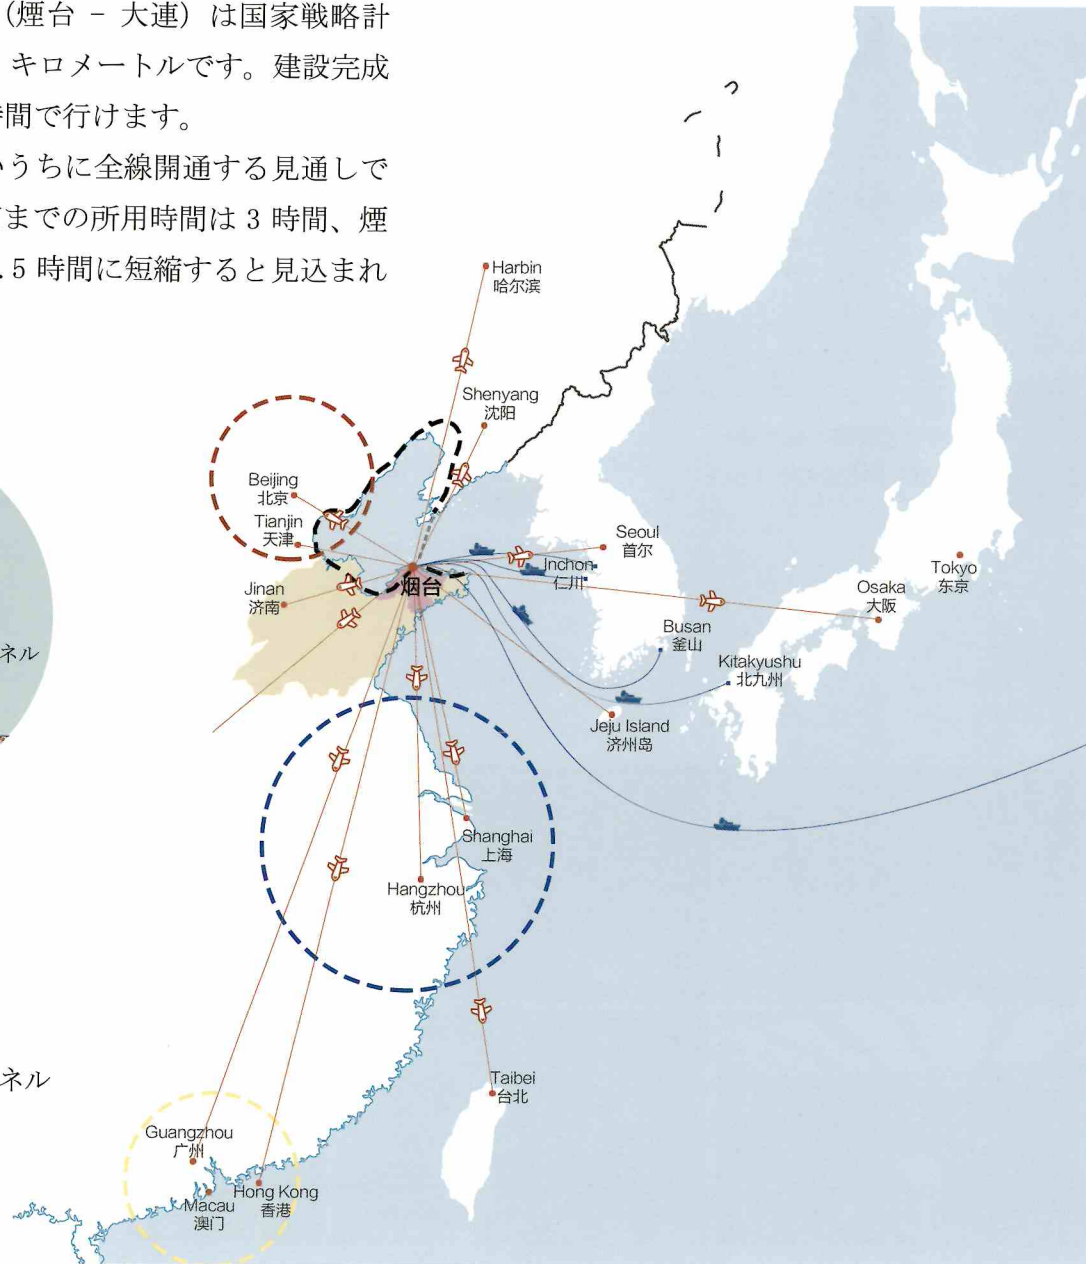 （煙台 － 大連）は国家戦略計
キロメートルです。建設完成
時間で行けます。
いうちに全線開通する見通しで
までの所用時間は 3 時間、煙
.5 時間に短縮すると見込まれ
Harbin
哈尔滨
Shenyang
沈阳
Beijing
北京
Tianjin
天津
Seoul
首尔
Inchon
仁川
烟台
Jinan
济南
Tokyo
东京
Osaka
大阪
Busan
釜山
ネル
Kitakyushu
北九州
Jeju Island
济州岛
Shanghai
上海
Hangzhou
杭州
ネル
Taibei
台北
Guangzhou
广州
Hong Kong
香港
Macau
澳门